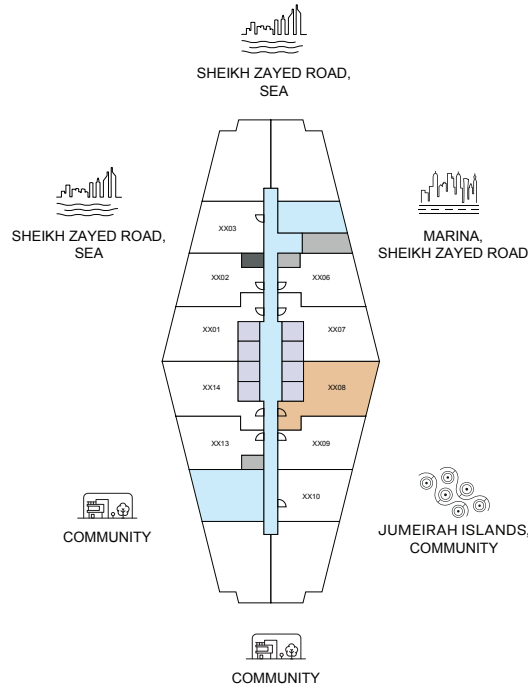 SHEIKH ZAYED ROAD,
SEA
SHEIKH ZAYED ROAD,
SEA
MARINA,
SHEIKH ZAYED ROAD
XX03
XX02
XX06
XX01
XX07
XX14
XX08
XX13
XX09
XX10
COMMUNITY
JUMEIRAH ISLANDS,
COMMUNITY
COMMUNITY